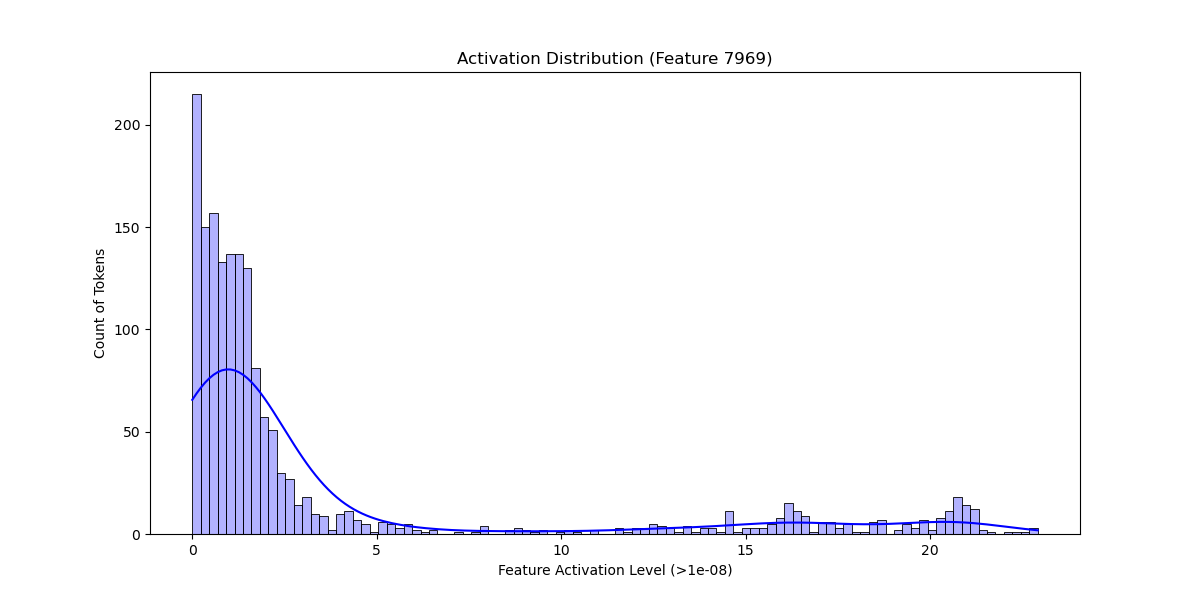 Activation Distribution (Feature 7969)
200
150
100
50
0
Count of Tokens
0 5 10 15 20
Feature Activation Level (>1e-08)